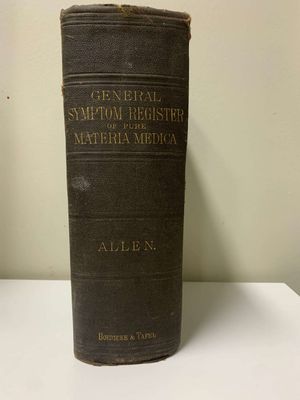 GENERAL
SYMPTOM REGISTER
OF PURE
MATERIA MEDICA
ALLEN.
BOERICKE & TAFEL